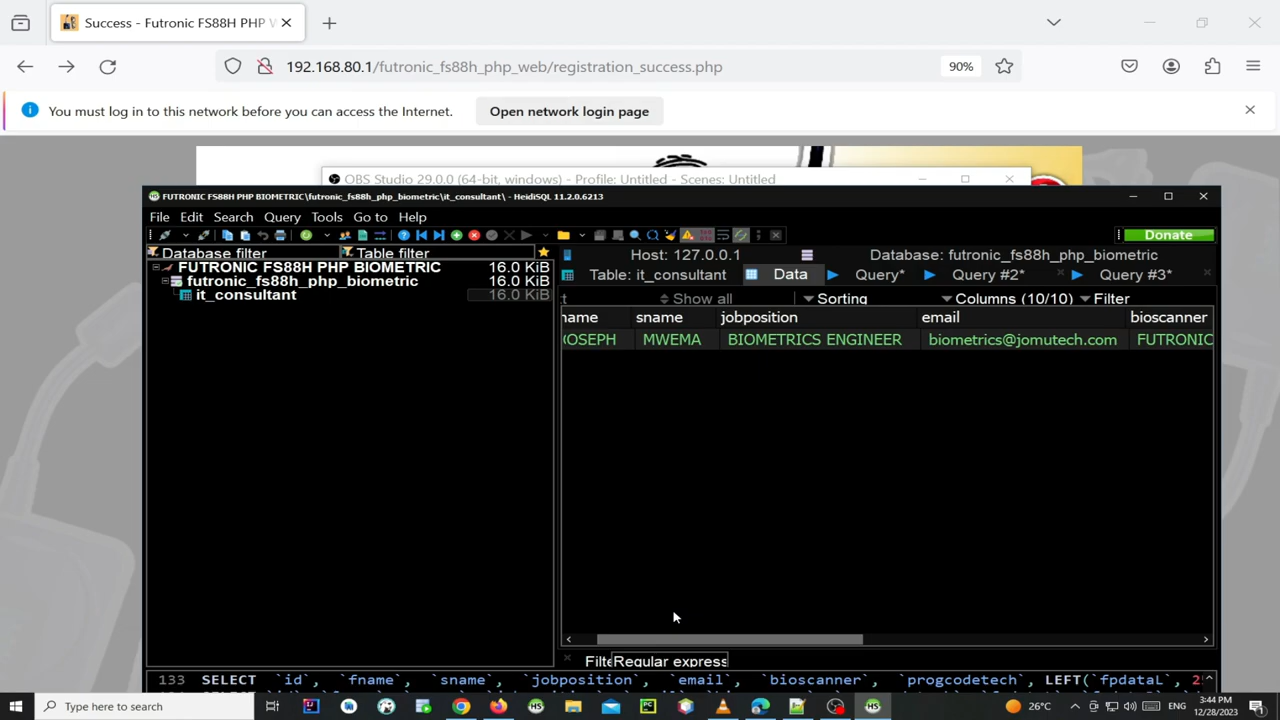 Success - Futronic FS88H PHP W
192.168.80.1/futronic_fs88h_php_web/registration_success.php
90%
You must log in to this network before you can access the Internet.
Open network login page
OBS Studio 29.0.0 (64-bit, windows) - Profile: Untitled - Scenes: Untitled
FUTRONIC FS88H PHP BIOMETRIC\futronic_fs88h_php_biometric\it_consultant\ - HeidiSQL 11.2.0.6213
File Edit Search Query Tools Go to Help
Donate
Database filter
Table filter
Host: 127.0.0.1
Database: futronic_fs88h_php_biometric
FUTRONIC FS88H PHP BIOMETRIC
16.0 KiB
futronic_fs88h_php_biometric
16.0 KiB
it_consultant
16.0 KiB
Table: it_consultant
Data
Query*
Query #2*
Query #3*
Show all
Sorting
Columns (10/10)
Filter
name sname jobposition email bioscanner
OSEPH MWEMA BIOMETRICS ENGINEER biometrics@jomutech.com FUTRONIC
Filte
Regular express
133 SELECT `id`, `fname`, `sname`, `jobposition`, `email`, `bioscanner`, `progcodetech`, LEFT(`fpdataL`, 2
Type here to search
26°C
ENG
3:44 PM
12/28/2023